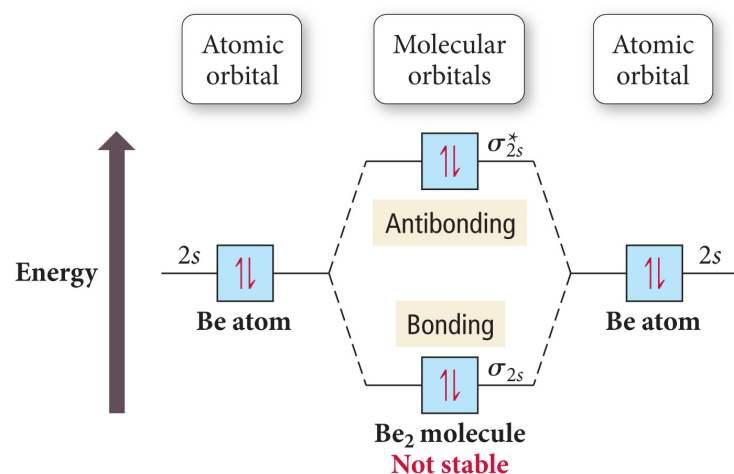 Atomic
orbital
Molecular
orbitals
Atomic
orbital
σ*2s
Antibonding
Energy
2s
2s
Be atom
Be atom
Bonding
σ2s
Be₂ molecule
Not stable